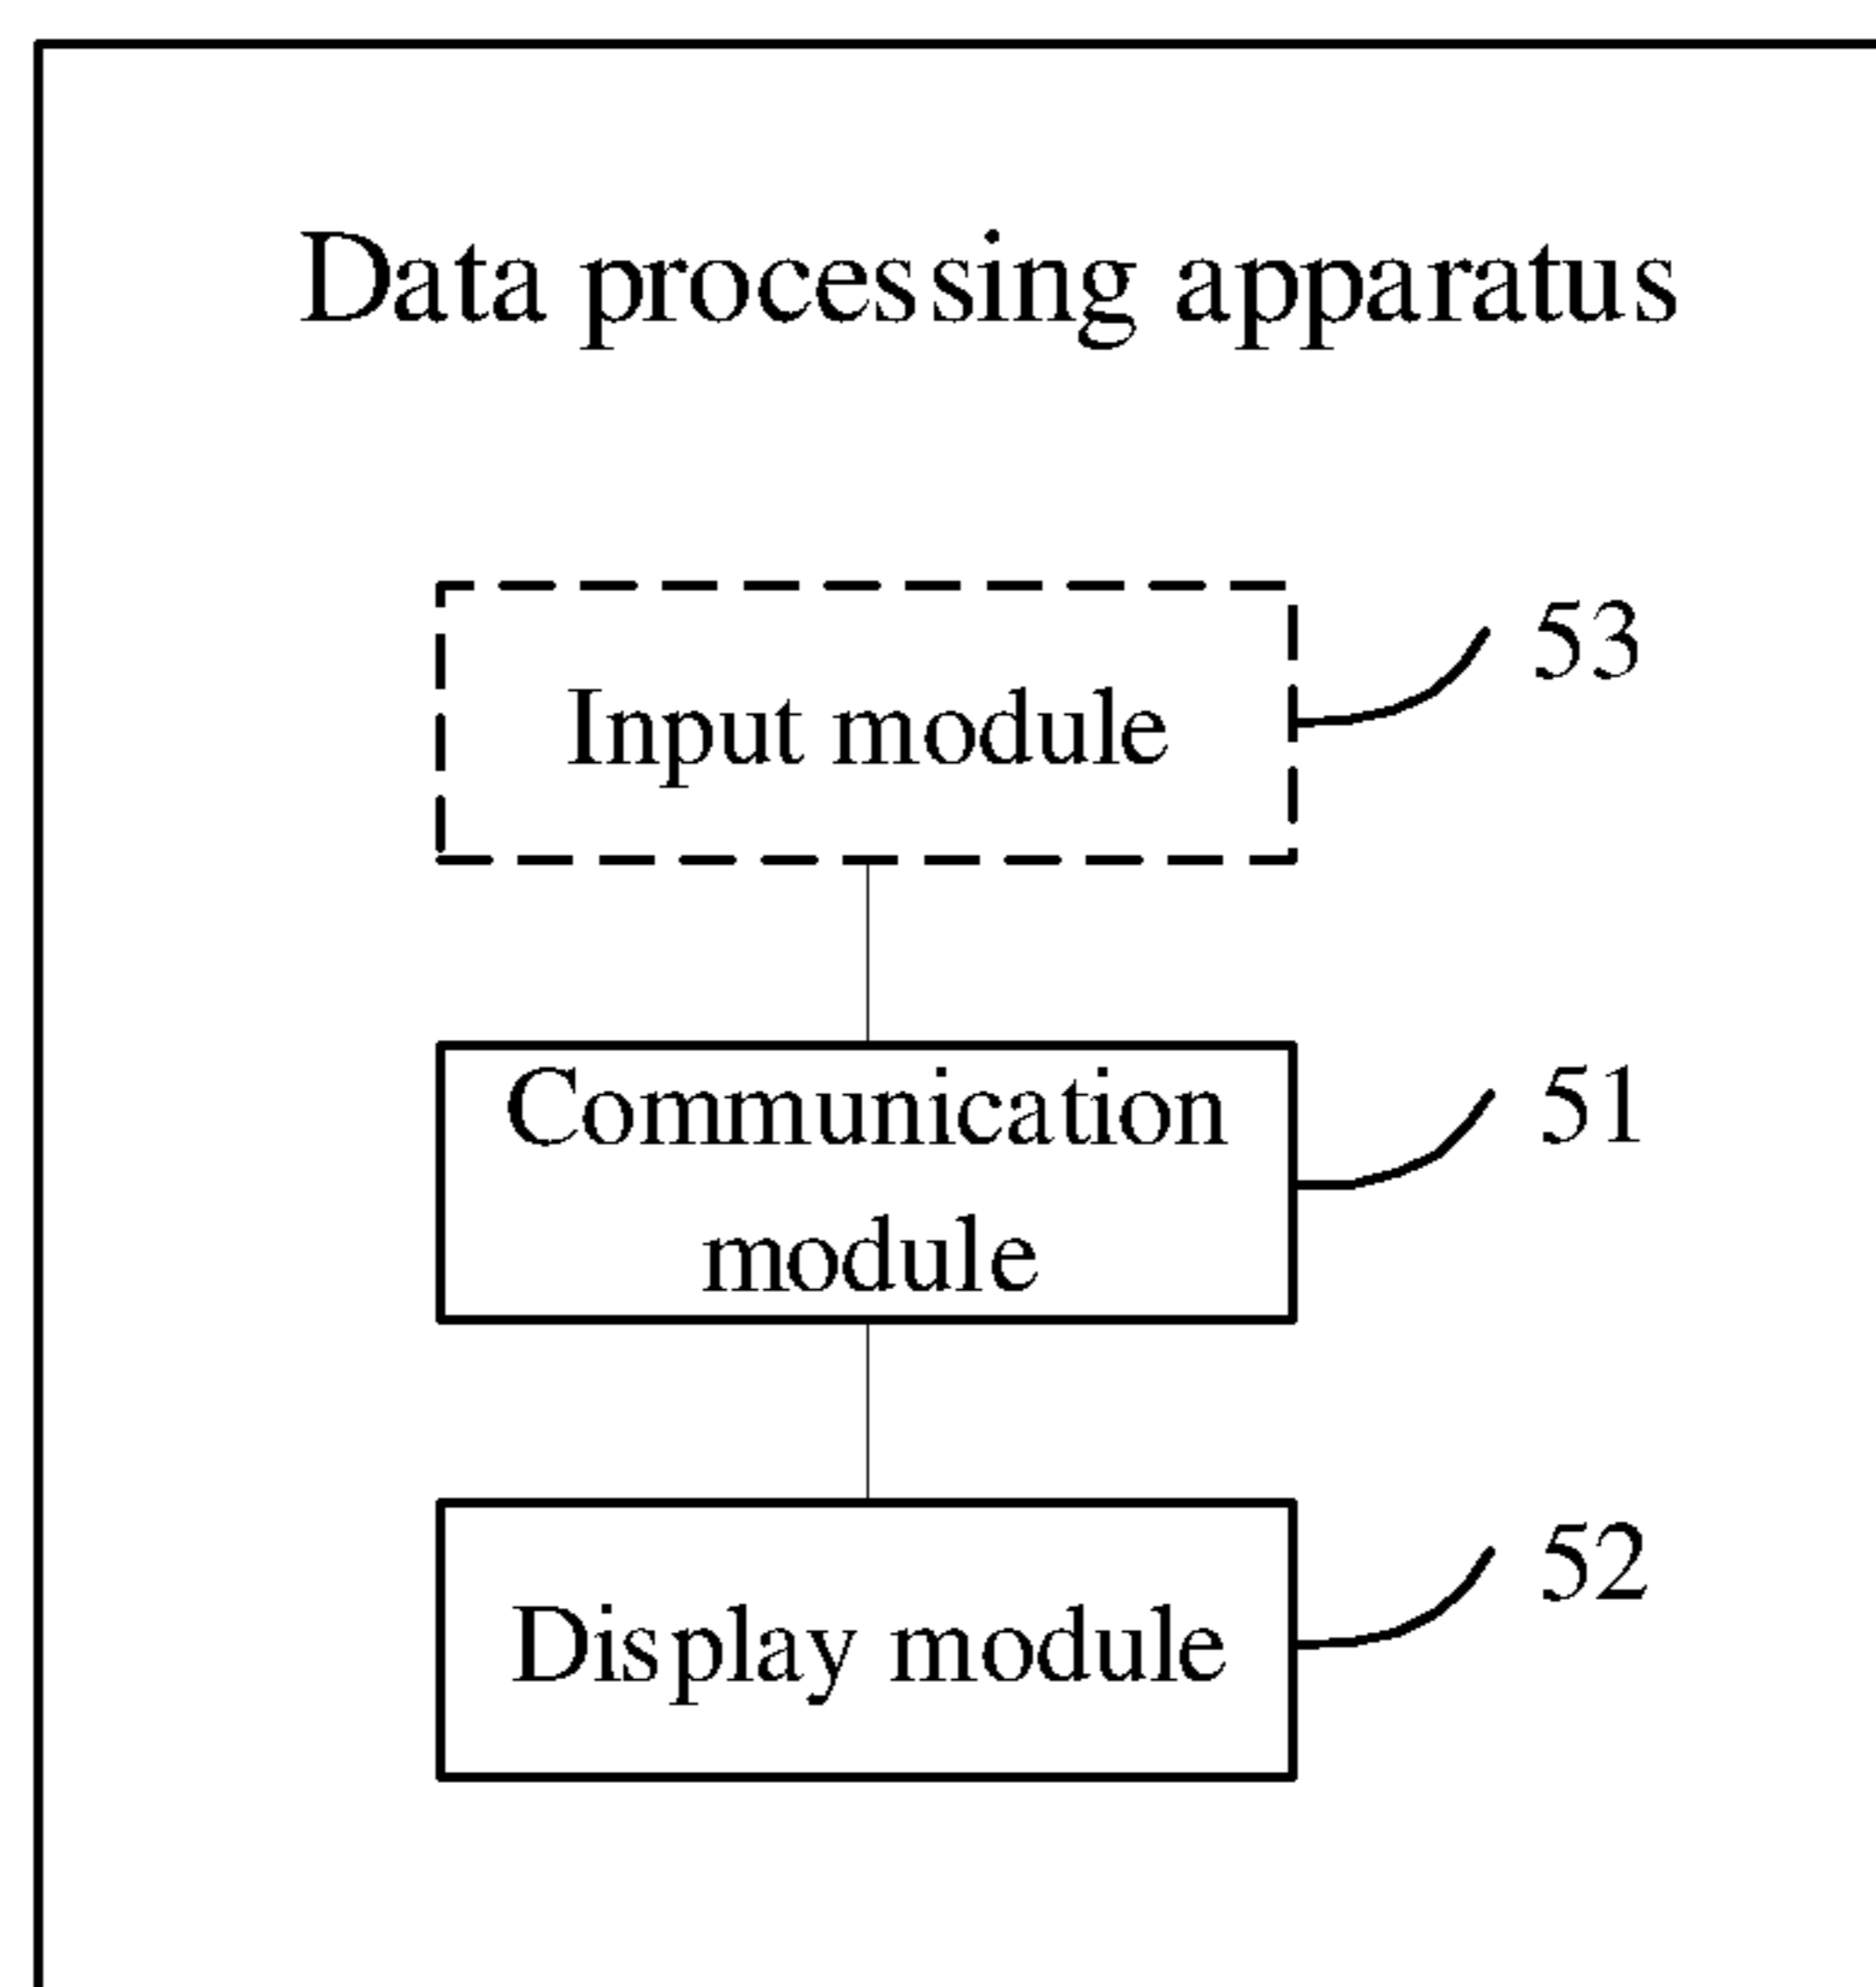 Data processing apparatus
Input module
53
Communication
module
51
Display module
52